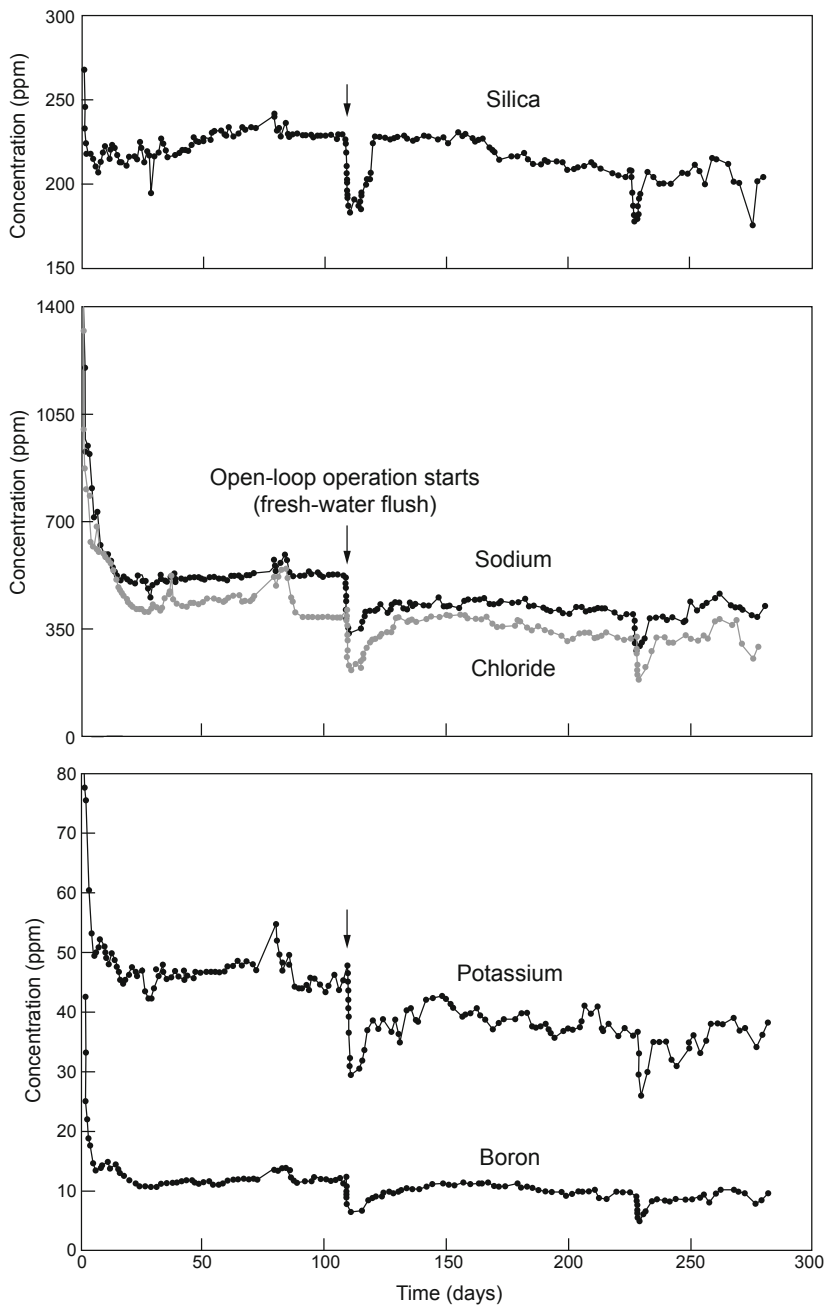 300
250
200
150
Concentration (ppm)
Silica
1400
1050
700
350
0
Concentration (ppm)
Open-loop operation starts
(fresh-water flush)
Sodium
Chloride
80
70
60
50
40
30
20
10
0
Concentration (ppm)
Potassium
Boron
0
50
100
150
200
250
300
Time (days)